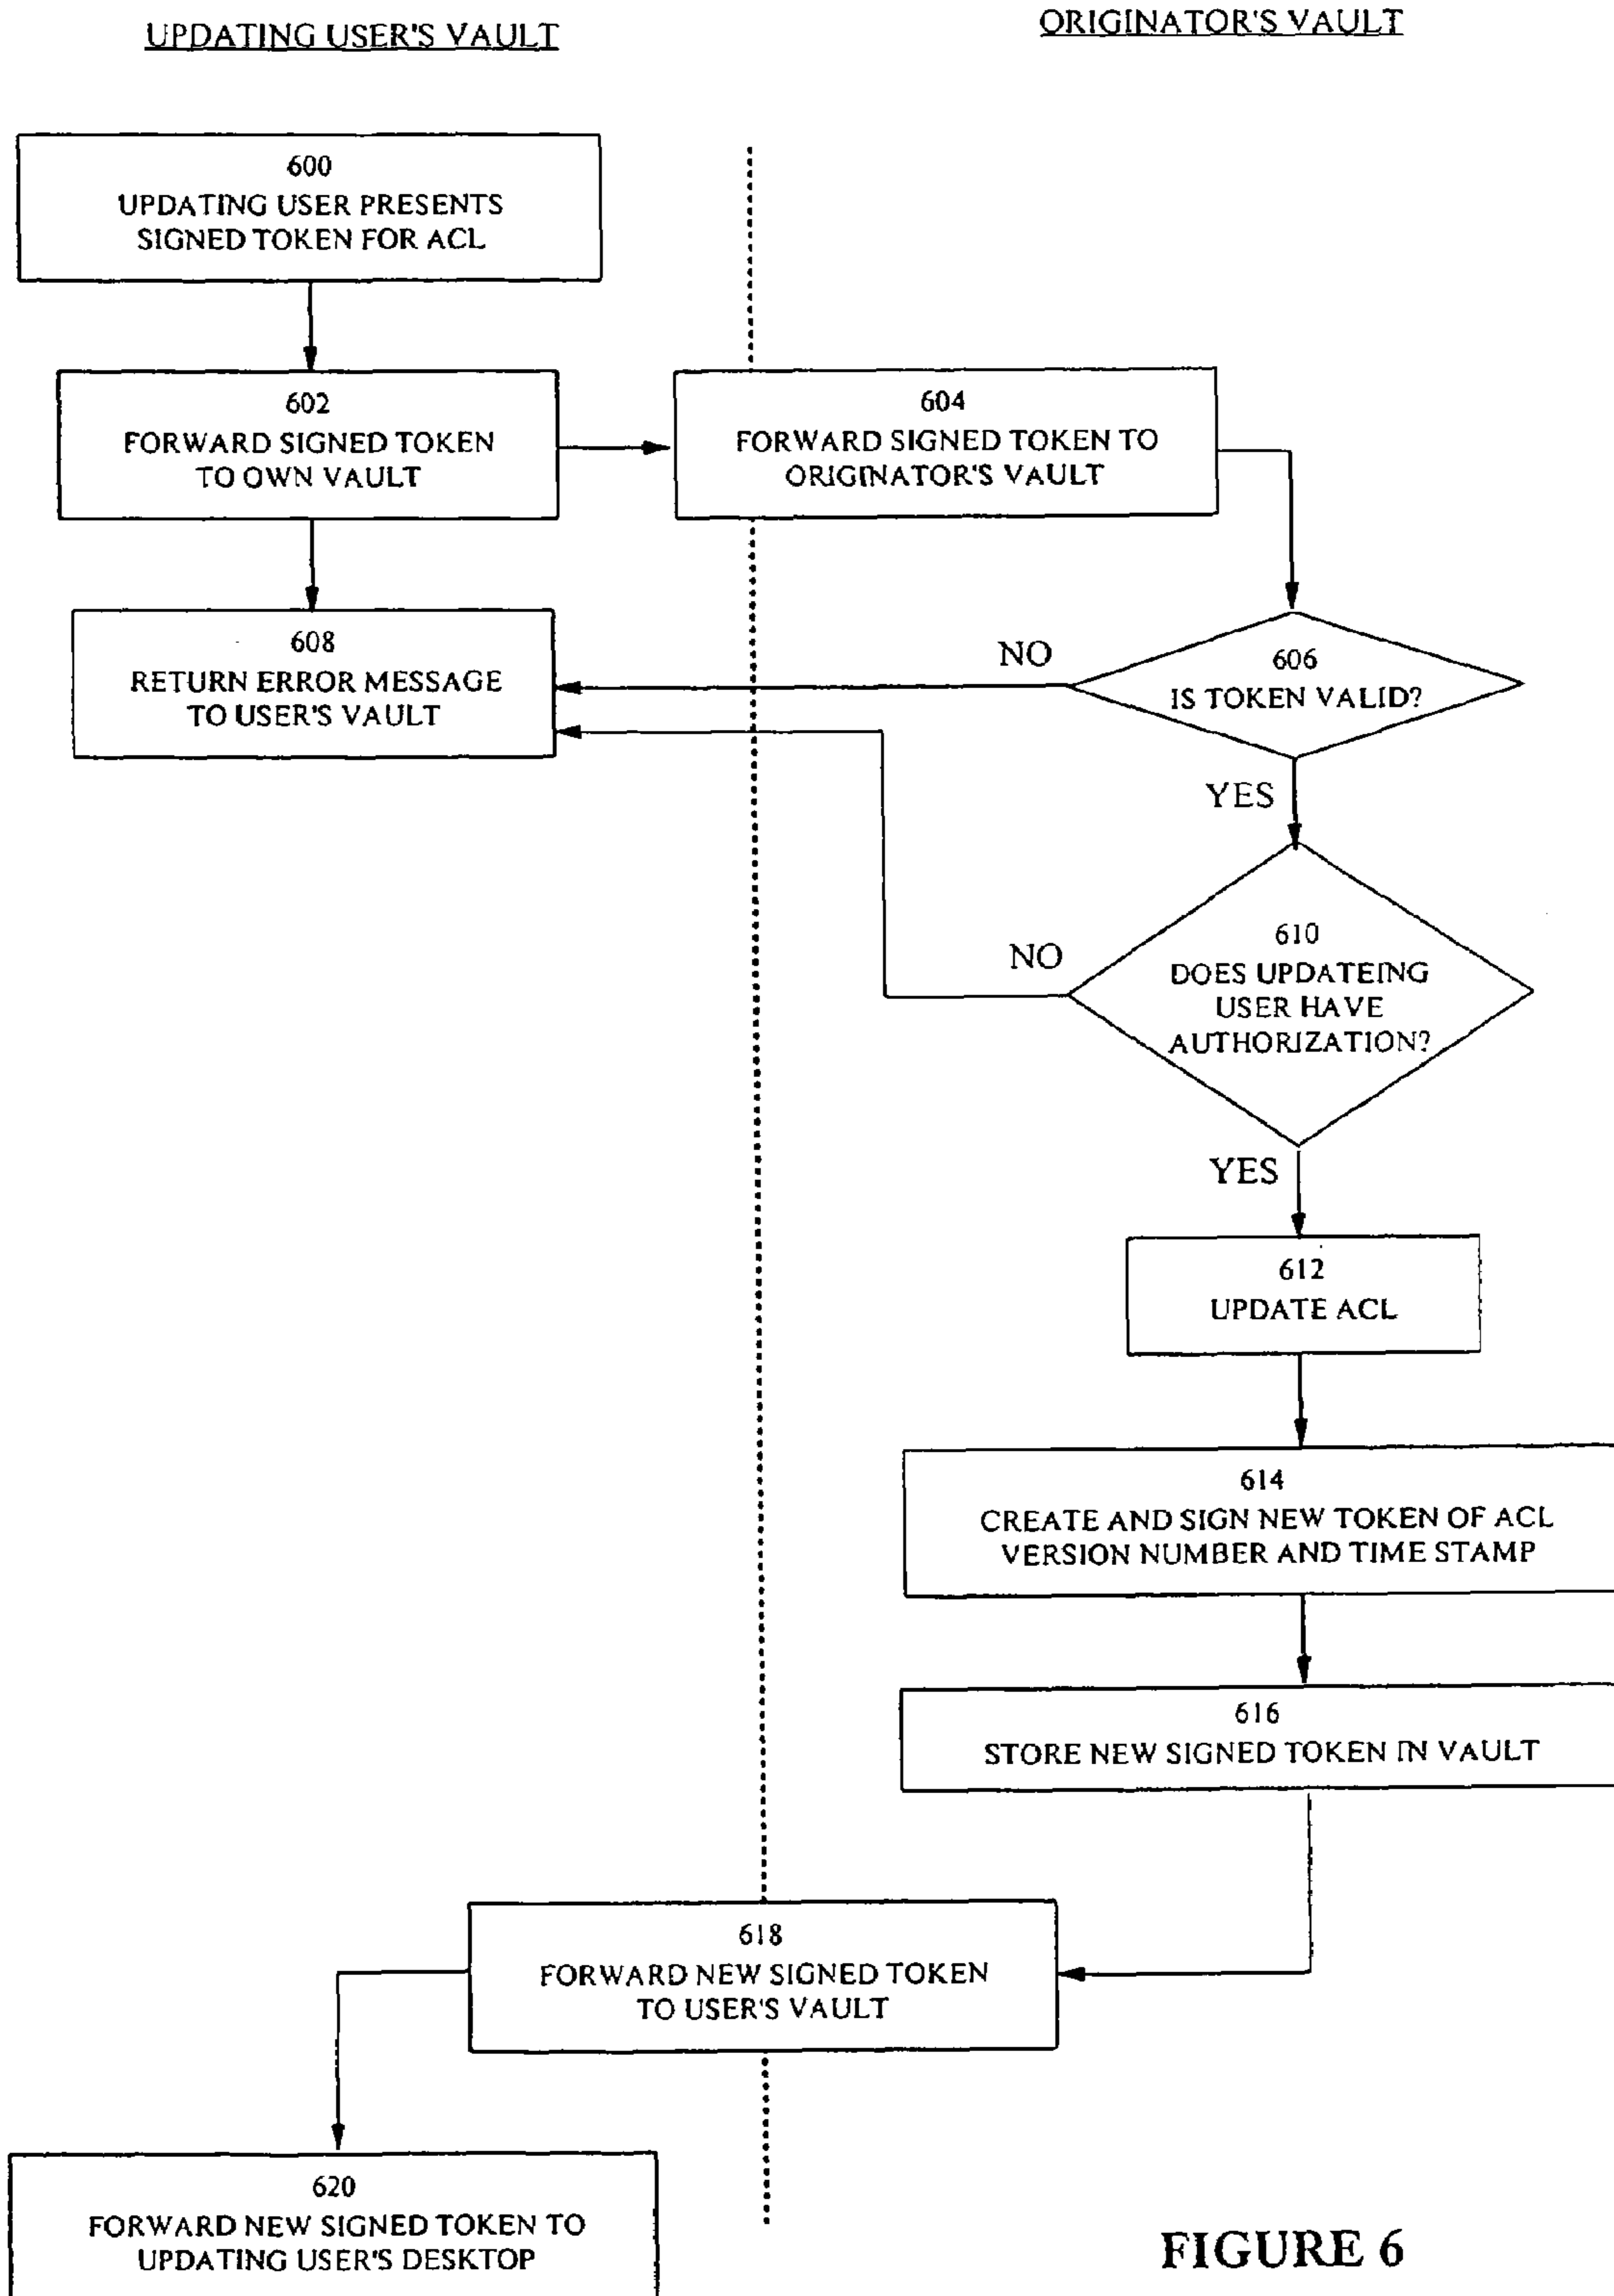 UPDATING USER'S VAULT
ORIGINATOR'S VAULT
600
UPDATING USER PRESENTS
SIGNED TOKEN FOR ACL
602
FORWARD SIGNED TOKEN
TO OWN VAULT
604
FORWARD SIGNED TOKEN TO
ORIGINATOR'S VAULT
608
RETURN ERROR MESSAGE
TO USER'S VAULT
NO
606
IS TOKEN VALID?
YES
NO
610
DOES UPDATEING
USER HAVE
AUTHORIZATION?
YES
612
UPDATE ACL
614
CREATE AND SIGN NEW TOKEN OF ACL
VERSION NUMBER AND TIME STAMP
616
STORE NEW SIGNED TOKEN IN VAULT
618
FORWARD NEW SIGNED TOKEN
TO USER'S VAULT
620
FORWARD NEW SIGNED TOKEN TO
UPDATING USER'S DESKTOP
FIGURE 6